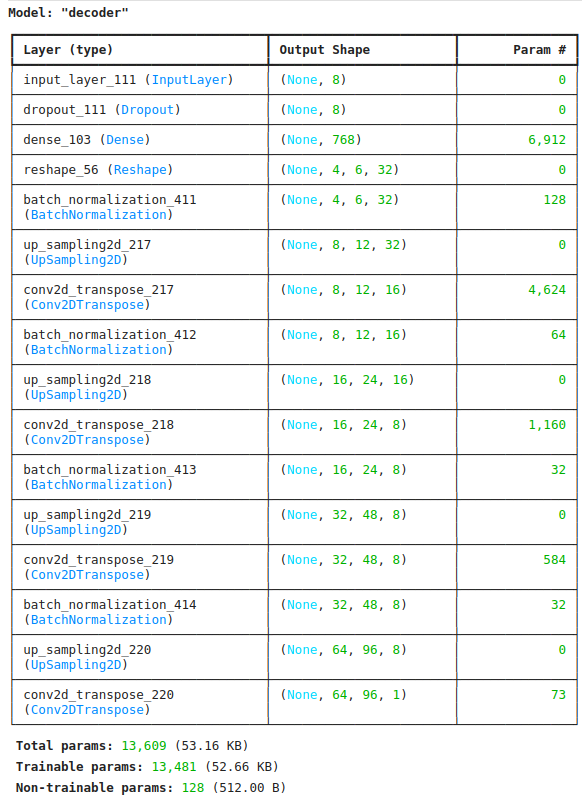 Model: "decoder"
Layer (type) Output Shape Param #
input_layer_111 (InputLayer) (None, 8) 0
dropout_111 (Dropout) (None, 8) 0
dense_103 (Dense) (None, 768) 6,912
reshape_56 (Reshape) (None, 4, 6, 32) 0
batch_normalization_411 (None, 4, 6, 32) 128
(BatchNormalization)
up_sampling2d_217 (None, 8, 12, 32) 0
(UpSampling2D)
conv2d_transpose_217 (None, 8, 12, 16) 4,624
(Conv2DTranspose)
batch_normalization_412 (None, 8, 12, 16) 64
(BatchNormalization)
up_sampling2d_218 (None, 16, 24, 16) 0
(UpSampling2D)
conv2d_transpose_218 (None, 16, 24, 8) 1,160
(Conv2DTranspose)
batch_normalization_413 (None, 16, 24, 8) 32
(BatchNormalization)
up_sampling2d_219 (None, 32, 48, 8) 0
(UpSampling2D)
conv2d_transpose_219 (None, 32, 48, 8) 584
(Conv2DTranspose)
batch_normalization_414 (None, 32, 48, 8) 32
(BatchNormalization)
up_sampling2d_220 (None, 64, 96, 8) 0
(UpSampling2D)
conv2d_transpose_220 (None, 64, 96, 1) 73
(Conv2DTranspose)
Total params: 13,609 (53.16 KB)
Trainable params: 13,481 (52.66 KB)
Non-trainable params: 128 (512.00 B)